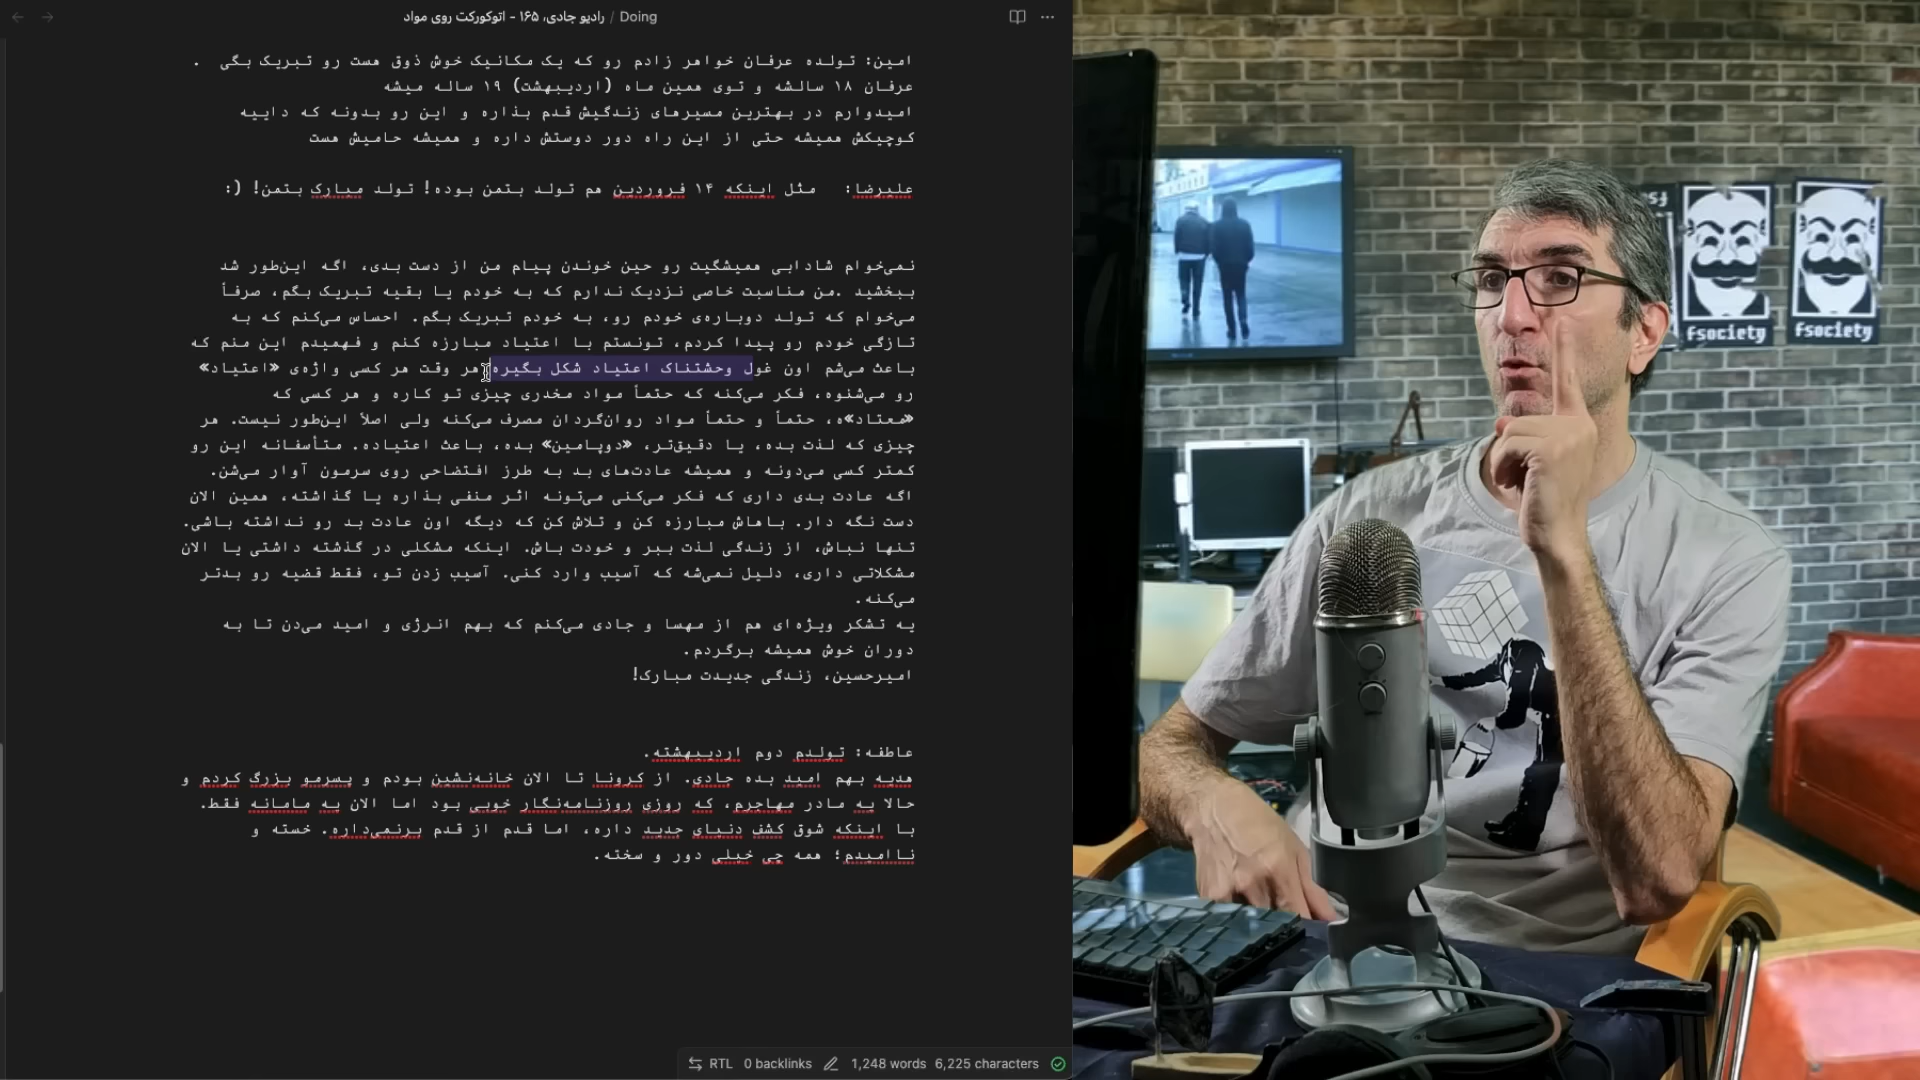 رادیو جادی، ۱۶۵ - اتوکورکت روی مواد / Doing
امین: تولده عرفان خواهر زادم رو که یک مکانیک خوش ذوق هست رو تبریک بگی .
عرفان ۱۸ سالشه و توی همین ماه (اردیبهشت) ۱۹ ساله میشه
امیدوارم در بهترین مسیرهای زندگیش قدم بذاره و این رو بدونه که داییه
کوچیکش همیشه حتی از این راه دور دوستش داره و همیشه حامیش هست
علیرضا: مثل اینکه ۱۴ فروردین هم تولد بتمن بوده! تولد مبارک بتمن! :)
نمی‌خوام شادابی همیشگیت رو حین خوندن پیام من از دست بدی، اگه این‌طور شد
ببخشید .من مناسبت خاصی نزدیک ندارم که به خودم یا بقیه تبریک بگم، صرفاً
می‌خوام که تولد دوباره‌ی خودم رو، به خودم تبریک بگم. احساس می‌کنم که به
تازگی خودم رو پیدا کردم، تونستم با اعتیاد مبارزه کنم و فهمیدم این منم که
باعث می‌شم اون غول وحشتناک اعتیاد شکل بگیره هر وقت هر کسی واژه‌ی «اعتیاد»
رو می‌شنوه، فکر می‌کنه که حتماً مواد مخدری چیزی تو کاره و هر کسی که
«معتاد»ه، حتماً و حتماً مواد روان‌گردان مصرف می‌کنه ولی اصلاً این‌طور نیست. هر
چیزی که لذت بده، یا دقیق‌تر، «دوپامین» بده، باعث اعتیاده. متأسفانه این رو
کمتر کسی می‌دونه و همیشه عادت‌های بد به طرز افتضاحی روی سرمون آوار می‌شن.
اگه عادت بدی داری که فکر می‌کنی می‌تونه اثر منفی بذاره یا گذاشته، همین الان
دست نگه دار. باهاش مبارزه کن و تلاش کن که دیگه اون عادت بد رو نداشته باشی.
تنها نباش، از زندگی لذت ببر و خودت باش. اینکه مشکلی در گذشته داشتی یا الان
مشکلاتی داری، دلیل نمی‌شه که آسیب وارد کنی. آسیب زدن تو، فقط قضیه رو بدتر
می‌کنه.
یه تشکر ویژه‌ای هم از مهسا و جادی می‌کنم که بهم انرژی و امید می‌دن تا به
دوران خوش همیشه برگردم.
امیرحسین، زندگی جدیدت مبارک!
عاطفه: تولدم دوم اردیبهشته.
هدیه بهم امید بده جادی. از کرونا تا الان خانه‌نشین بودم و پسرمو بزرگ کردم و
حالا یه مادر مهاجرم، که روزی روزنامه‌نگار خوبی بود اما الان یه مامانه فقط.
با اینکه شوق کشف دنیای جدید داره، اما قدم از قدم برنمی‌داره. خسته و
ناامیدم؛ همه چی خیلی دور و سخته.
RTL 0 backlinks 1,248 words 6,225 characters
fsociety
fsociety